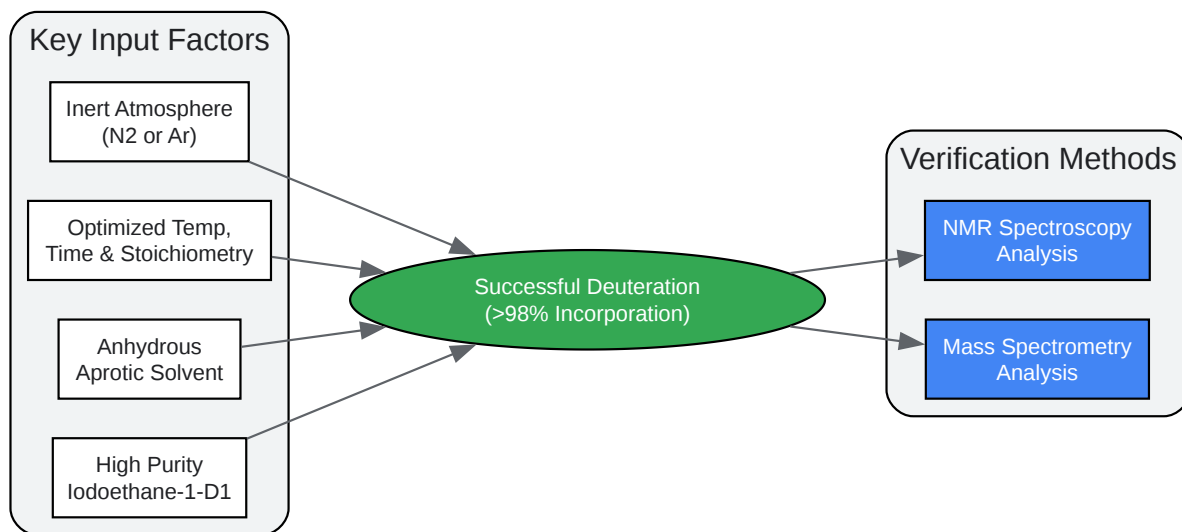 Key Input Factors
Inert Atmosphere
(N2 or Ar)
Optimized Temp,
Time & Stoichiometry
Anhydrous
Aprotic Solvent
High Purity
Iodoethane-1-D1
Successful Deuteration
(>98% Incorporation)
Verification Methods
NMR Spectroscopy
Analysis
Mass Spectrometry
Analysis